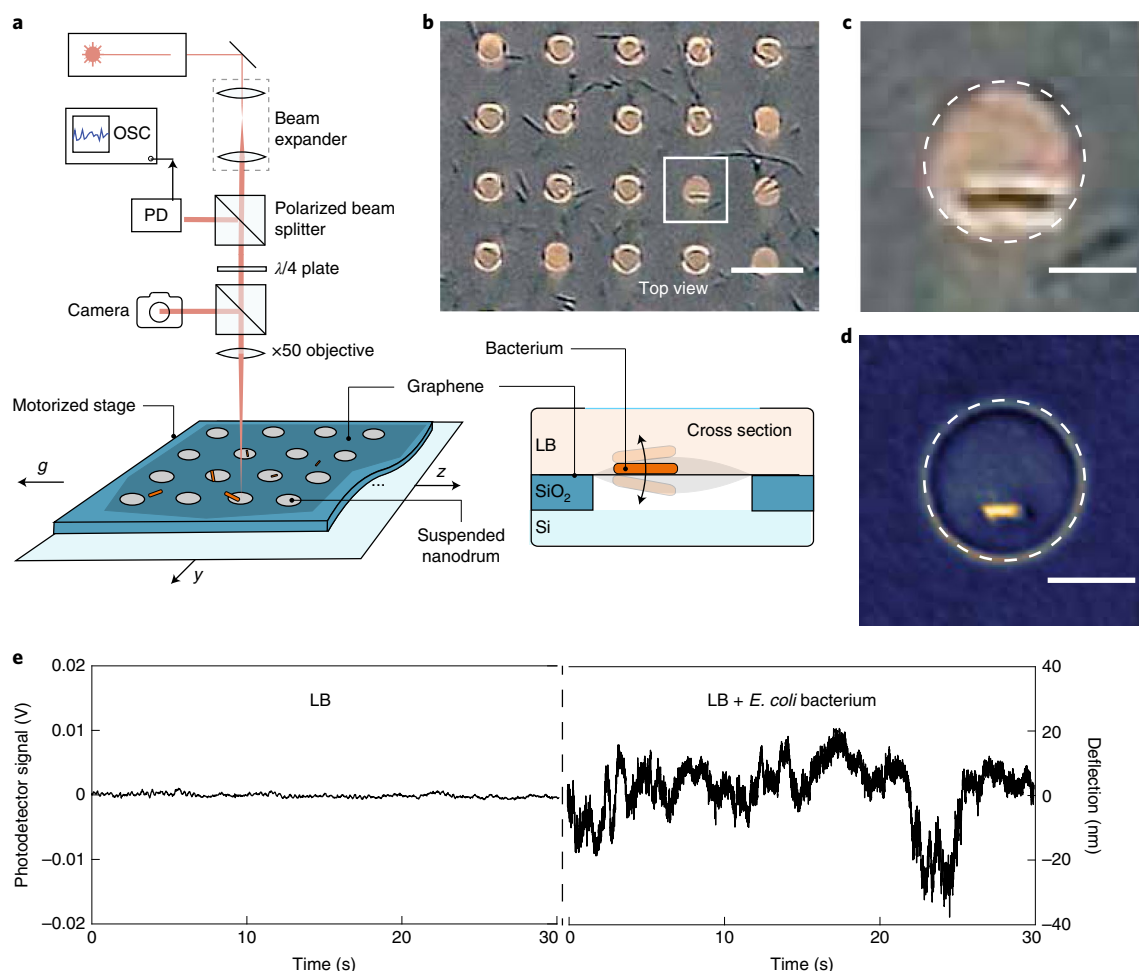 a
OSC
Beam
expander
PD
Polarized beam
splitter
λ/4 plate
Camera
×50 objective
Graphene
Motorized stage
g
z
...
y
Suspended
nanodrum
b
Top view
Bacterium
LB
Cross section
SiO2
Si
c
d
e
Photodetector signal (V)
0.02
0.01
0
–0.01
–0.02
LB
0
10
20
30
Time (s)
LB + E. coli bacterium
0
10
20
30
Time (s)
40
20
0
–20
–40
Deflection (nm)